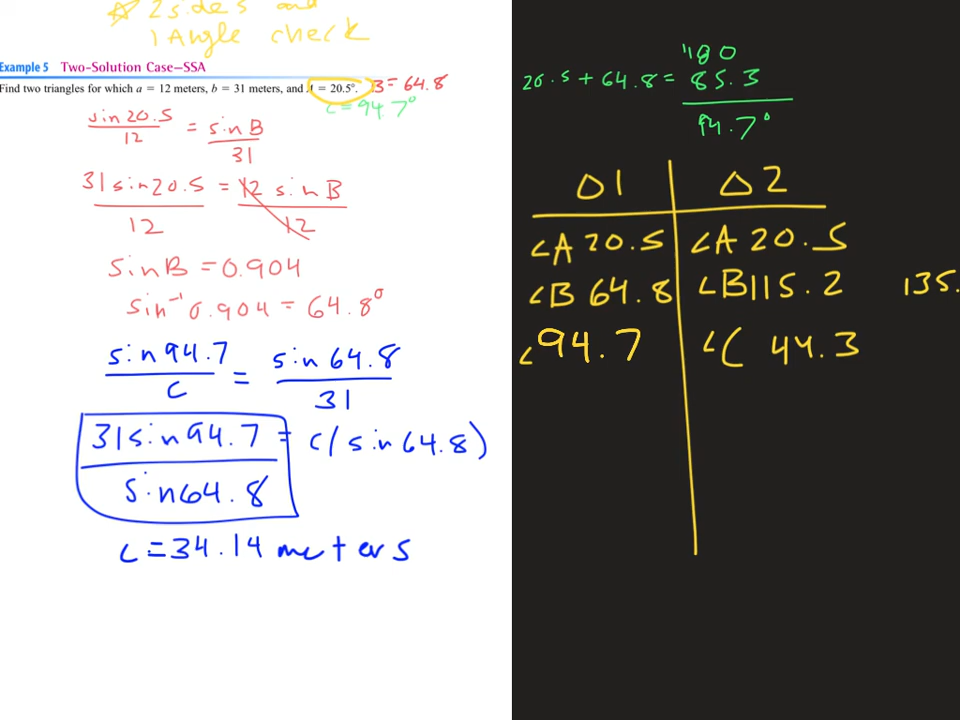 ☆ 2 sides and
1 Angle check
Example 5 Two-Solution Case—SSA
Find two triangles for which a = 12 meters, b = 31 meters, and A = 20.5°. B = 64.8
C = 94.7°
sin 20.5 / 12 = sin B / 31
31 sin 20.5 / 12 = 12 sin B / 12
sin B = 0.904
sin⁻¹ 0.904 = 64.8°
sin 94.7 / c = sin 64.8 / 31
31 sin 94.7 / sin 64.8 = c (sin 64.8)
c = 34.14 meters
180
20.5 + 64.8 = 85.3
94.7°
△1 △2
∠A 20.5 ∠A 20.5
∠B 64.8 ∠B 115.2 135.
∠94.7 ∠C 44.3